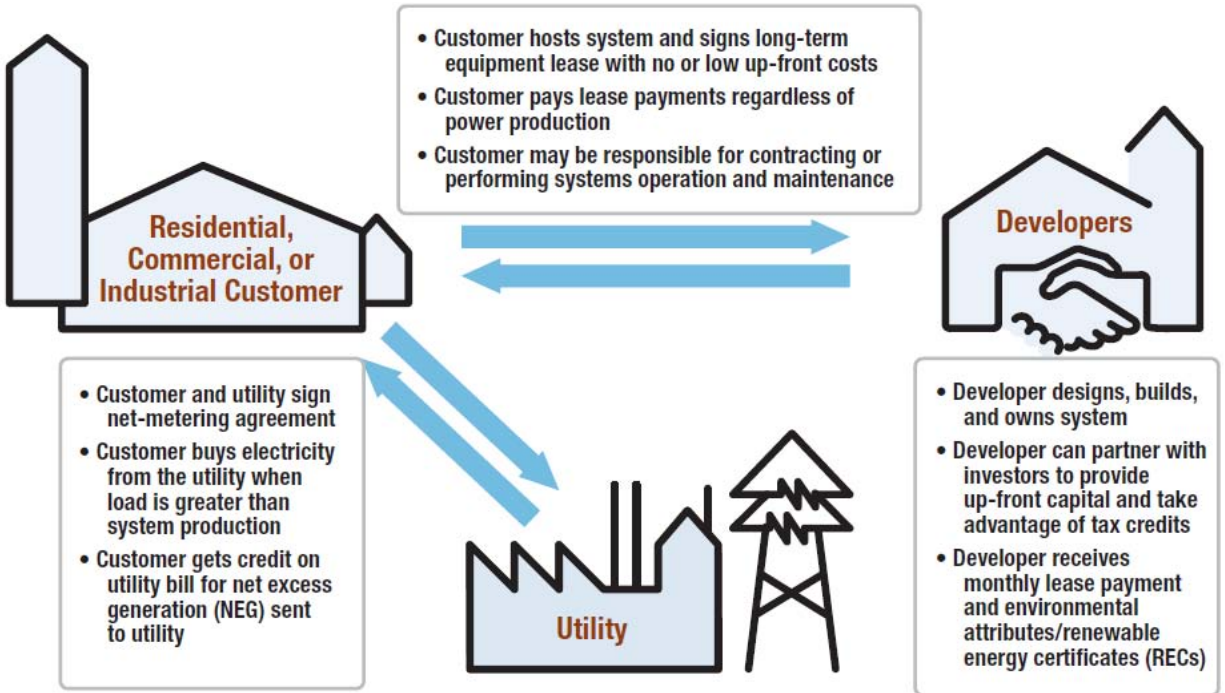 • Customer hosts system and signs long-term
equipment lease with no or low up-front costs
• Customer pays lease payments regardless of
power production
• Customer may be responsible for contracting or
performing systems operation and maintenance
Residential,
Commercial, or
Industrial Customer
Developers
• Customer and utility sign
net-metering agreement
• Customer buys electricity
from the utility when
load is greater than
system production
• Customer gets credit on
utility bill for net excess
generation (NEG) sent
to utility
Utility
• Developer designs, builds,
and owns system
• Developer can partner with
investors to provide
up-front capital and take
advantage of tax credits
• Developer receives
monthly lease payment
and environmental
attributes/renewable
energy certificates (RECs)